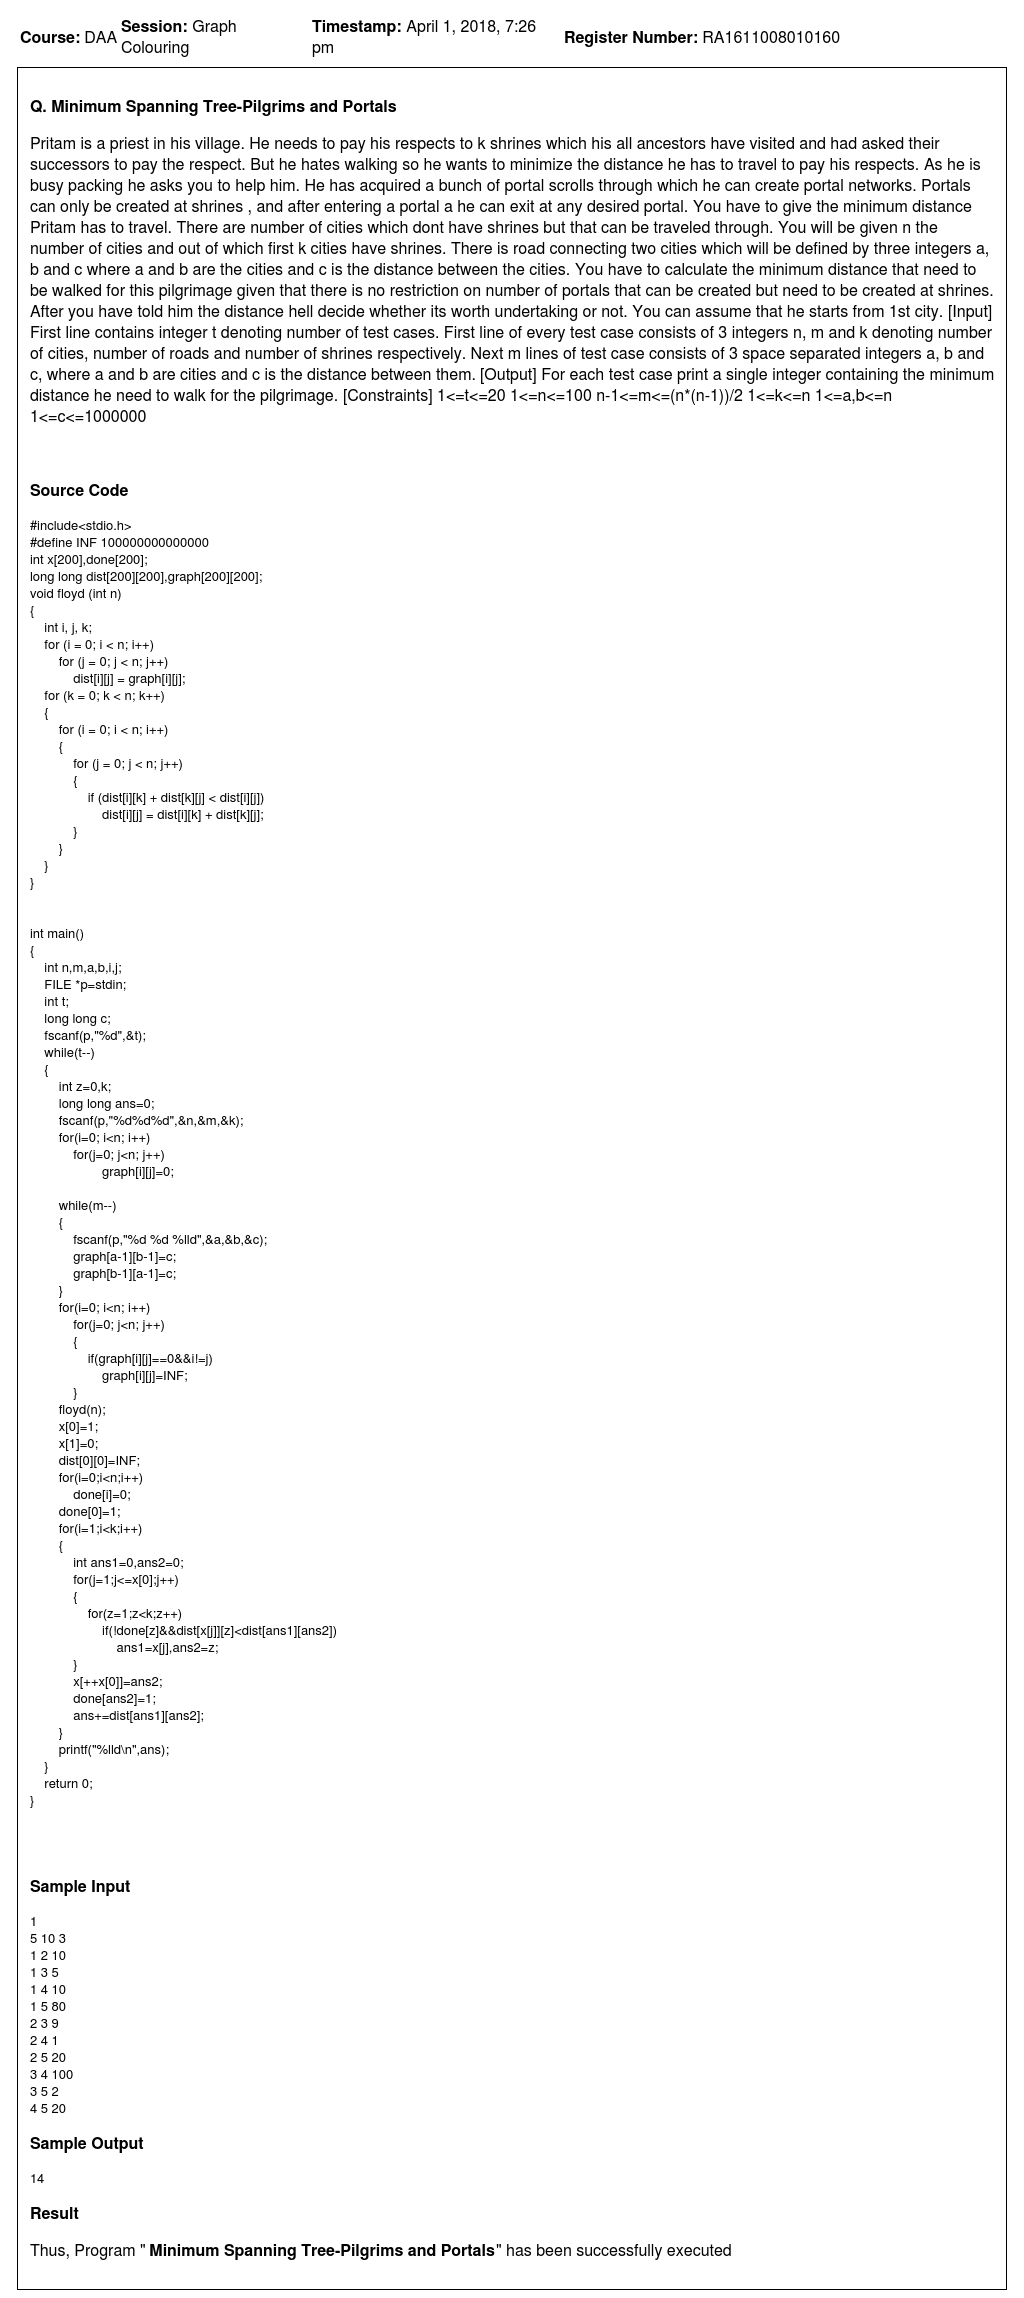 Course: DAA Session: Graph Colouring Timestamp: April 1, 2018, 7:26 pm Register Number: RA1611008010160
Q. Minimum Spanning Tree-Pilgrims and Portals
Pritam is a priest in his village. He needs to pay his respects to k shrines which his all ancestors have visited and had asked their
successors to pay the respect. But he hates walking so he wants to minimize the distance he has to travel to pay his respects. As he is
busy packing he asks you to help him. He has acquired a bunch of portal scrolls through which he can create portal networks. Portals
can only be created at shrines , and after entering a portal a he can exit at any desired portal. You have to give the minimum distance
Pritam has to travel. There are number of cities which dont have shrines but that can be traveled through. You will be given n the
number of cities and out of which first k cities have shrines. There is road connecting two cities which will be defined by three integers a,
b and c where a and b are the cities and c is the distance between the cities. You have to calculate the minimum distance that need to
be walked for this pilgrimage given that there is no restriction on number of portals that can be created but need to be created at shrines.
After you have told him the distance hell decide whether its worth undertaking or not. You can assume that he starts from 1st city. [Input]
First line contains integer t denoting number of test cases. First line of every test case consists of 3 integers n, m and k denoting number
of cities, number of roads and number of shrines respectively. Next m lines of test case consists of 3 space separated integers a, b and
c, where a and b are cities and c is the distance between them. [Output] For each test case print a single integer containing the minimum
distance he need to walk for the pilgrimage. [Constraints] 1<=t<=20 1<=n<=100 n-1<=m<=(n*(n-1))/2 1<=k<=n 1<=a,b<=n
1<=c<=1000000
Source Code
#include<stdio.h>
#define INF 100000000000000
int x[200],done[200];
long long dist[200][200],graph[200][200];
void floyd (int n)
{
int i, j, k;
for (i = 0; i < n; i++)
for (j = 0; j < n; j++)
dist[i][j] = graph[i][j];
for (k = 0; k < n; k++)
{
for (i = 0; i < n; i++)
{
for (j = 0; j < n; j++)
{
if (dist[i][k] + dist[k][j] < dist[i][j])
dist[i][j] = dist[i][k] + dist[k][j];
}
}
}
}
int main()
{
int n,m,a,b,i,j;
FILE *p=stdin;
int t;
long long c;
fscanf(p,"%d",&t);
while(t--)
{
int z=0,k;
long long ans=0;
fscanf(p,"%d%d%d",&n,&m,&k);
for(i=0; i<n; i++)
for(j=0; j<n; j++)
graph[i][j]=0;
while(m--)
{
fscanf(p,"%d %d %lld",&a,&b,&c);
graph[a-1][b-1]=c;
graph[b-1][a-1]=c;
}
for(i=0; i<n; i++)
for(j=0; j<n; j++)
{
if(graph[i][j]==0&&i!=j)
graph[i][j]=INF;
}
floyd(n);
x[0]=1;
x[1]=0;
dist[0][0]=INF;
for(i=0;i<n;i++)
done[i]=0;
done[0]=1;
for(i=1;i<k;i++)
{
int ans1=0,ans2=0;
for(j=1;j<=x[0];j++)
{
for(z=1;z<k;z++)
if(!done[z]&&dist[x[j]][z]<dist[ans1][ans2])
ans1=x[j],ans2=z;
}
x[++x[0]]=ans2;
done[ans2]=1;
ans+=dist[ans1][ans2];
}
printf("%lld\n",ans);
}
return 0;
}
Sample Input
1
5 10 3
1 2 10
1 3 5
1 4 10
1 5 80
2 3 9
2 4 1
2 5 20
3 4 100
3 5 2
4 5 20
Sample Output
14
Result
Thus, Program " Minimum Spanning Tree-Pilgrims and Portals" has been successfully executed